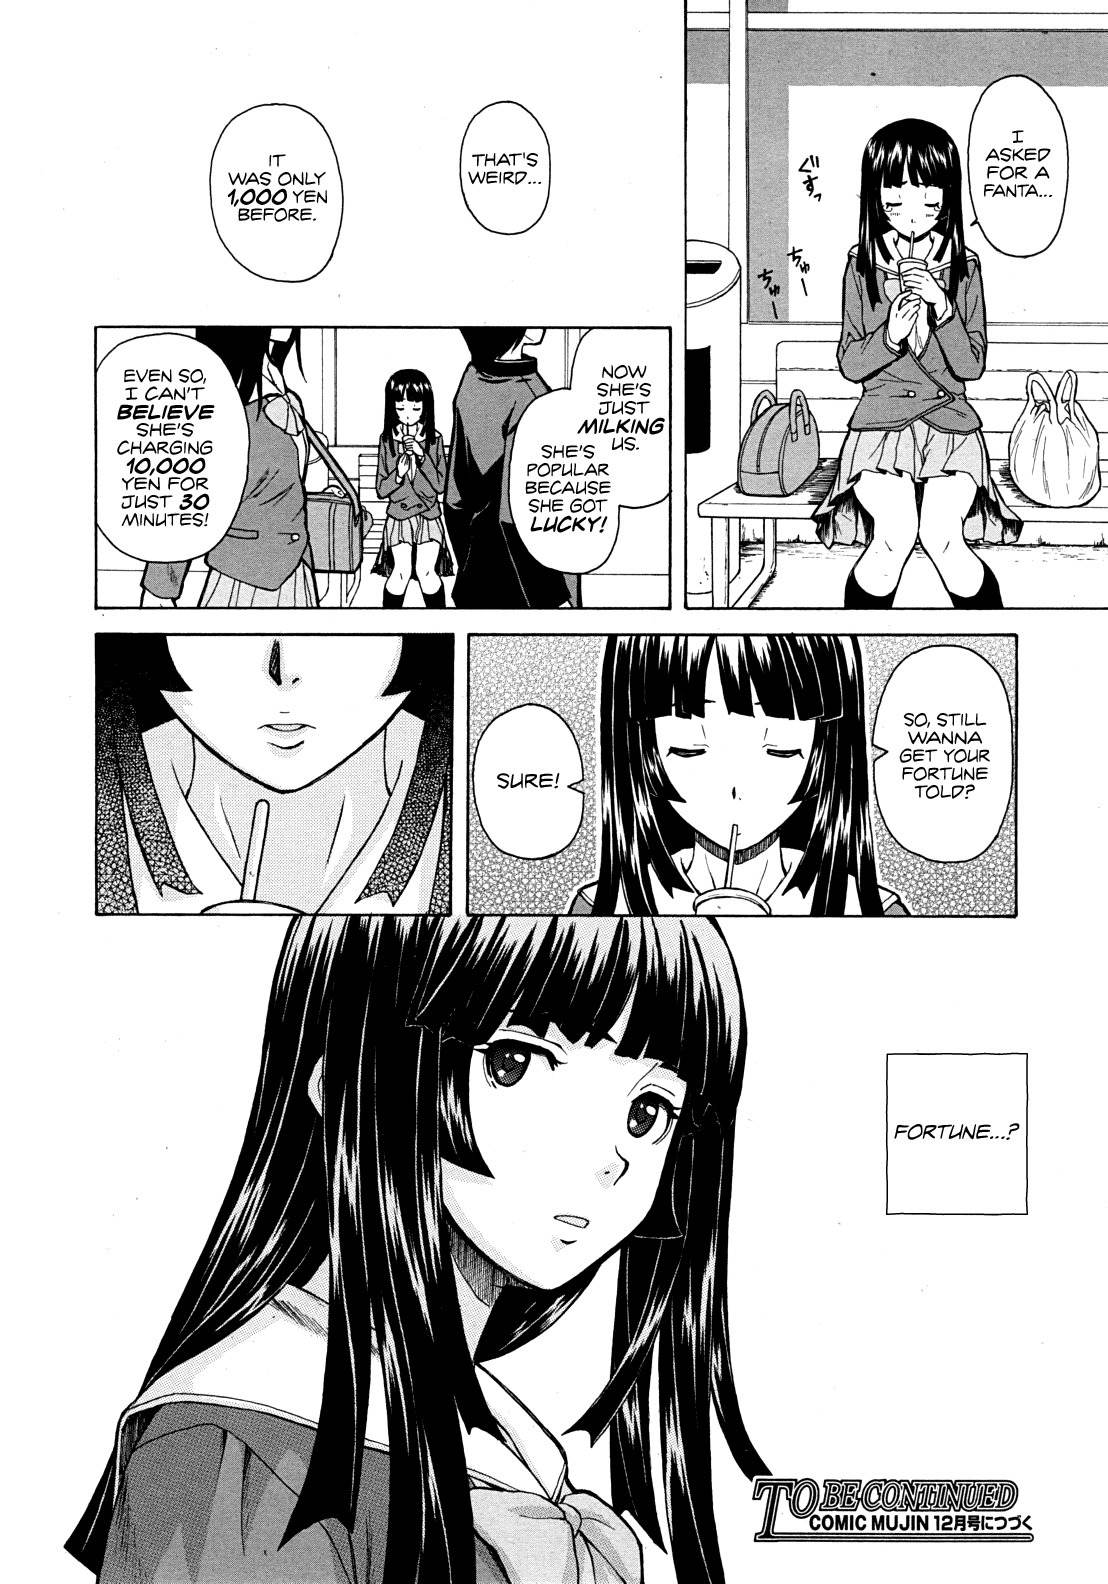 I
ASKED
FOR A
FANTA...
ぐすっ
ちゅー
ちゅー
THAT'S
WEIRD...
IT
WAS ONLY
1,000 YEN
BEFORE.
NOW
SHE'S
JUST
MILKING
US.
SHE'S
POPULAR
BECAUSE
SHE GOT
LUCKY!
EVEN SO,
I CAN'T
BELIEVE
SHE'S
CHARGING
10,000
YEN FOR
JUST 30
MINUTES!
SO, STILL
WANNA
GET YOUR
FORTUNE
TOLD?
SURE!
FORTUNE...?
TO BE CONTINUED
COMIC MUJIN 12月号につづく